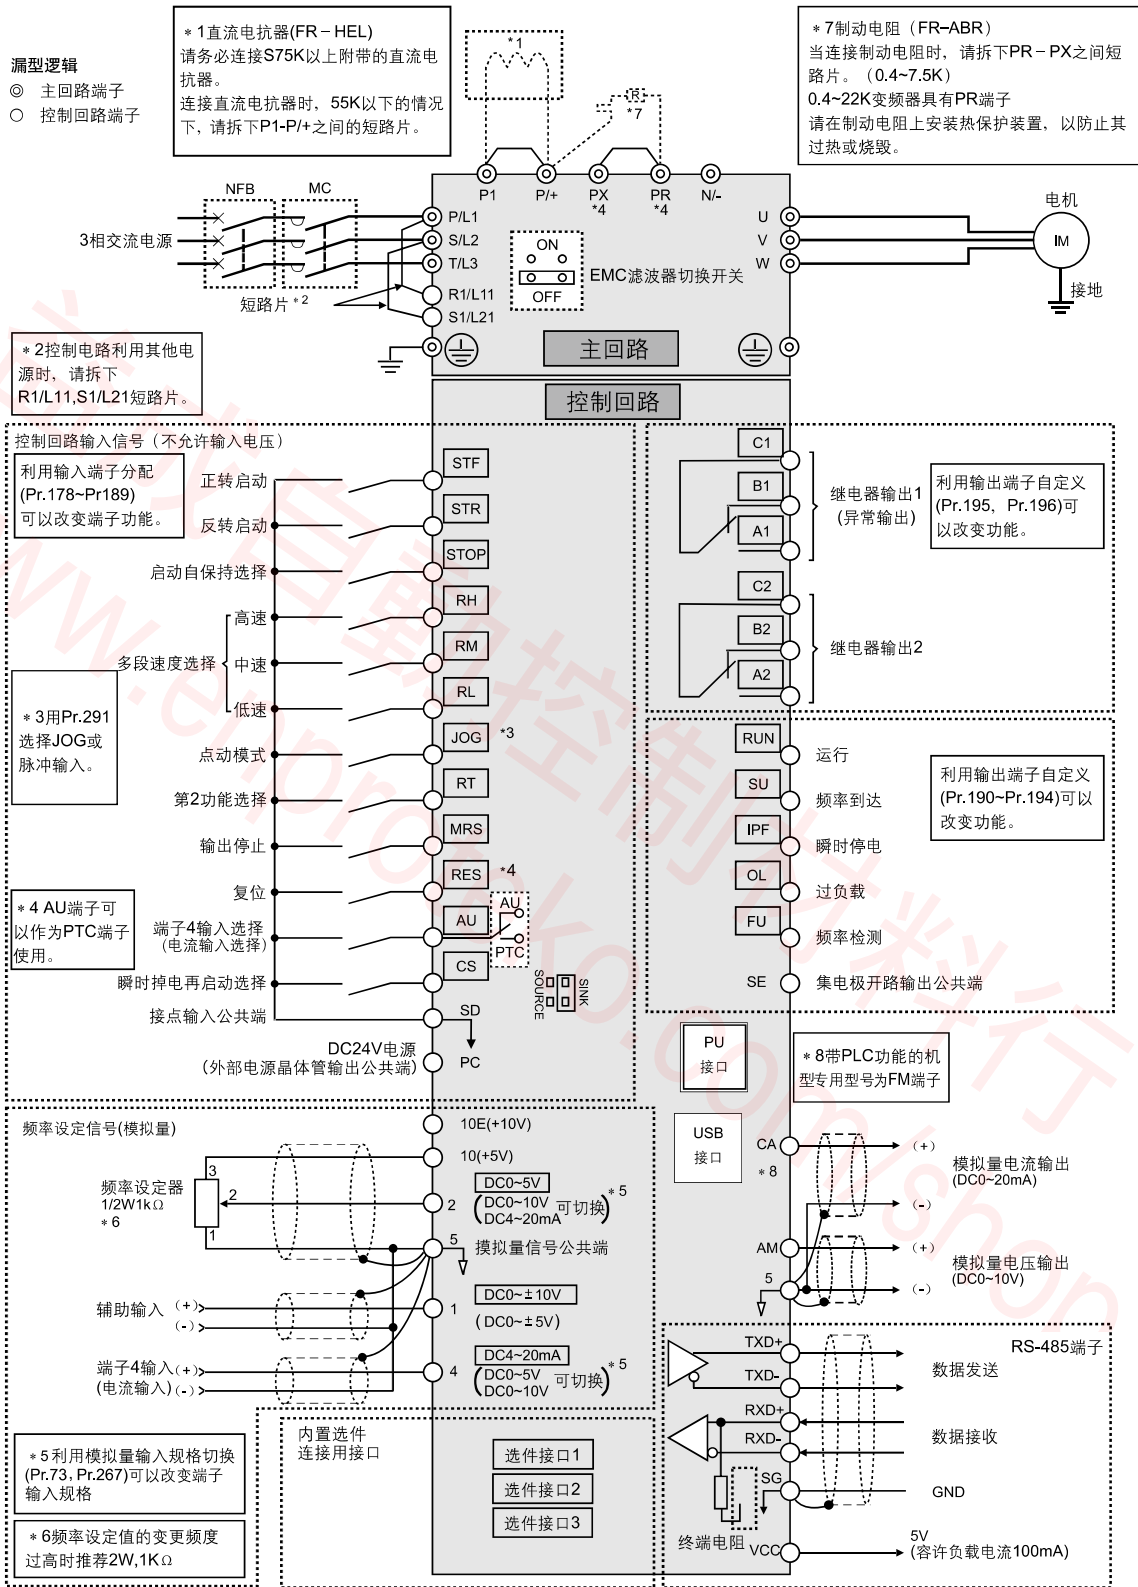 *1直流电抗器(FR-HEL)
请务必连接S75K以上附带的直流电
抗器。
连接直流电抗器时，55K以下的情况
下，请拆下P1-P/+之间的短路片。
*1
*7制动电阻（FR-ABR）
当连接制动电阻时，请拆下PR-PX之间短
路片。（0.4~7.5K）
0.4~22K变频器具有PR端子
请在制动电阻上安装热保护装置，以防止其
过热或烧毁。
漏型逻辑
◎ 主回路端子
○ 控制回路端子
R
*7
P1
P/+
PX
*4
PR
*4
N/-
NFB
MC
3相交流电源
P/L1
S/L2
T/L3
R1/L11
S1/L21
短路片*2
ON
OFF
EMC滤波器切换开关
U
V
W
电机
IM
接地
主回路
*2控制电路利用其他电
源时，请拆下
R1/L11,S1/L21短路片。
控制回路
控制回路输入信号（不允许输入电压）
利用输入端子分配
(Pr.178~Pr189)
可以改变端子功能。
正转启动
STF
反转启动
STR
启动自保持选择
STOP
多段速度选择
高速
RH
中速
RM
低速
RL
*3用Pr.291
选择JOG或
脉冲输入。
点动模式
JOG
*3
第2功能选择
RT
输出停止
MRS
复位
RES
*4
*4 AU端子可
以作为PTC端子
使用。
端子4输入选择
(电流输入选择)
AU
AU
PTC
瞬时掉电再启动选择
CS
SOURCE
SINK
接点输入公共端
SD
DC24V电源
(外部电源晶体管输出公共端)
PC
C1
B1
A1
继电器输出1
(异常输出)
利用输出端子自定义
(Pr.195，Pr.196)可
以改变功能。
C2
B2
A2
继电器输出2
RUN
运行
SU
频率到达
IPF
瞬时停电
OL
过负载
FU
频率检测
SE
集电极开路输出公共端
利用输出端子自定义
(Pr.190~Pr.194)可以
改变功能。
PU
接口
*8带PLC功能的机
型专用型号为FM端子
USB
接口
频率设定信号(模拟量)
10E(+10V)
10(+5V)
频率设定器
1/2W1kΩ
*6
3
2
1
2
DC0~5V
DC0~10V
DC4~20mA
可切换
*5
5
模拟量信号公共端
辅助输入
(+)
(-)
1
DC0~±10V
(DC0~±5V)
端子4输入
(电流输入)
(+)
(-)
4
DC4~20mA
DC0~5V
DC0~10V
可切换
*5
CA
*8
(+)
(-)
模拟量电流输出
(DC0~20mA)
AM
5
(+)
(-)
模拟量电压输出
(DC0~10V)
RS-485端子
TXD+
TXD-
数据发送
RXD+
RXD-
数据接收
SG
GND
终端电阻
VCC
5V
(容许负载电流100mA)
内置选件
连接用接口
选件接口1
选件接口2
选件接口3
*5利用模拟量输入规格切换
(Pr.73,Pr.267)可以改变端子
输入规格
*6频率设定值的变更频度
过高时推荐2W,1KΩ